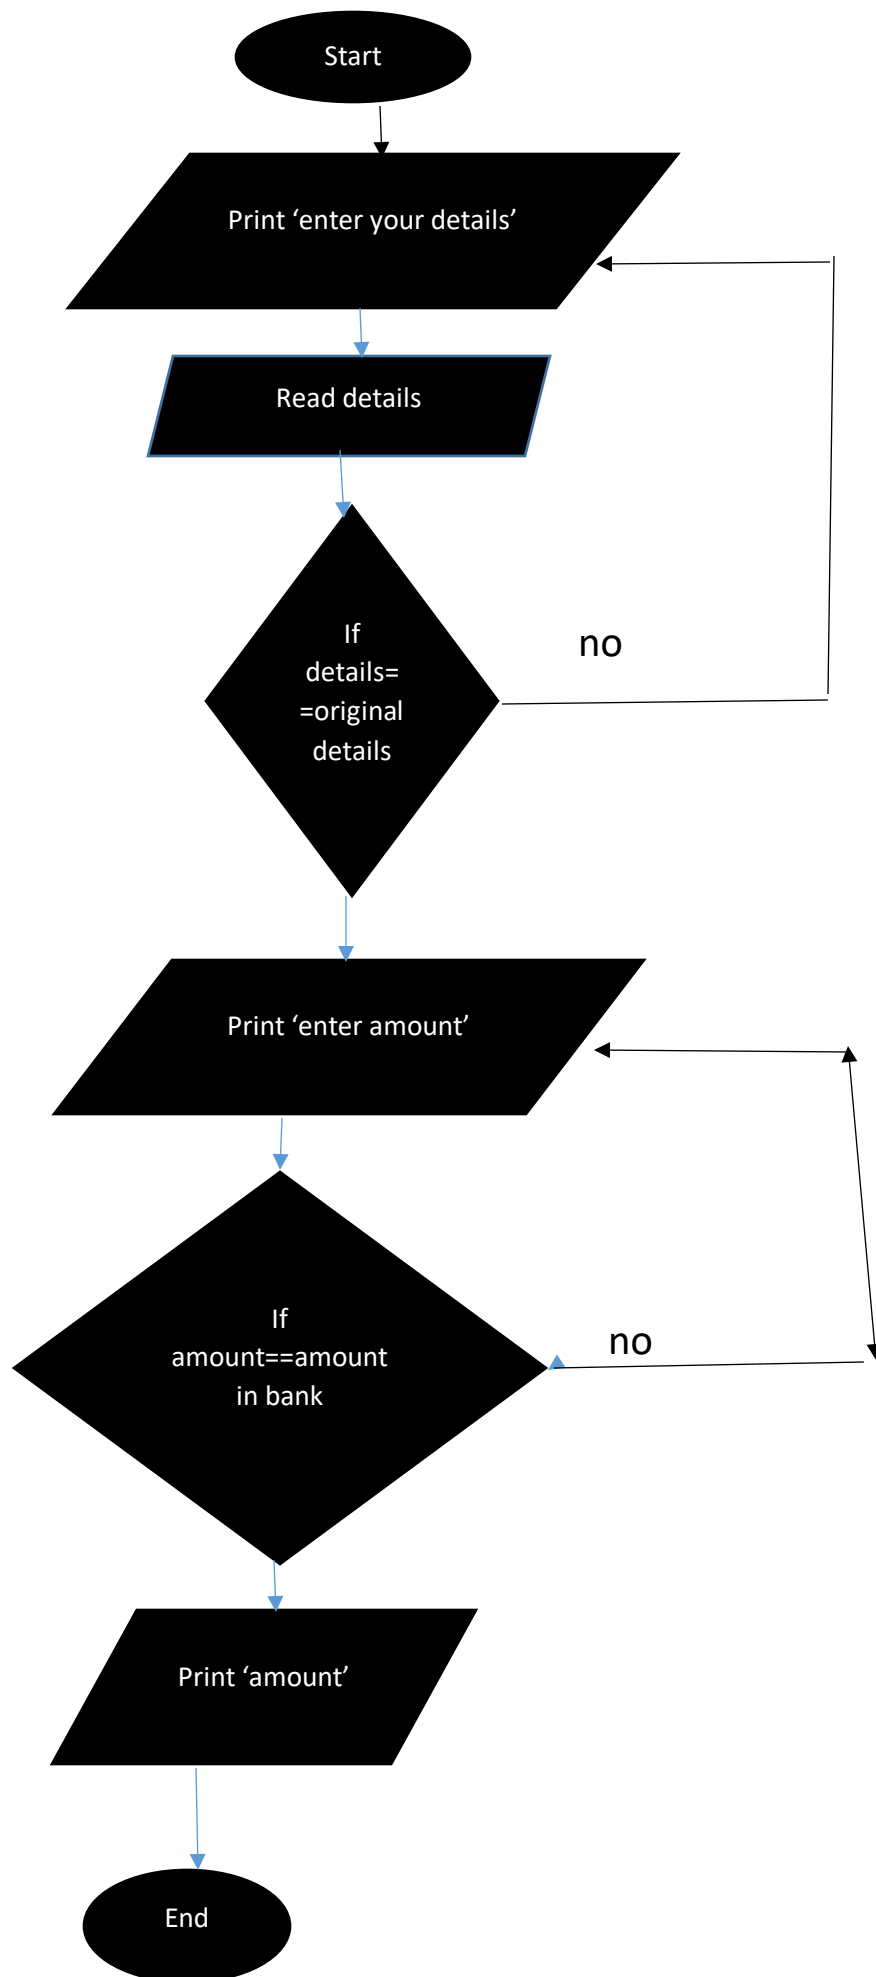 Start
Print ‘enter your details’
Read details
If
details=
=original
details
no
Print ‘enter amount’
If
amount==amount
in bank
no
Print ‘amount’
End